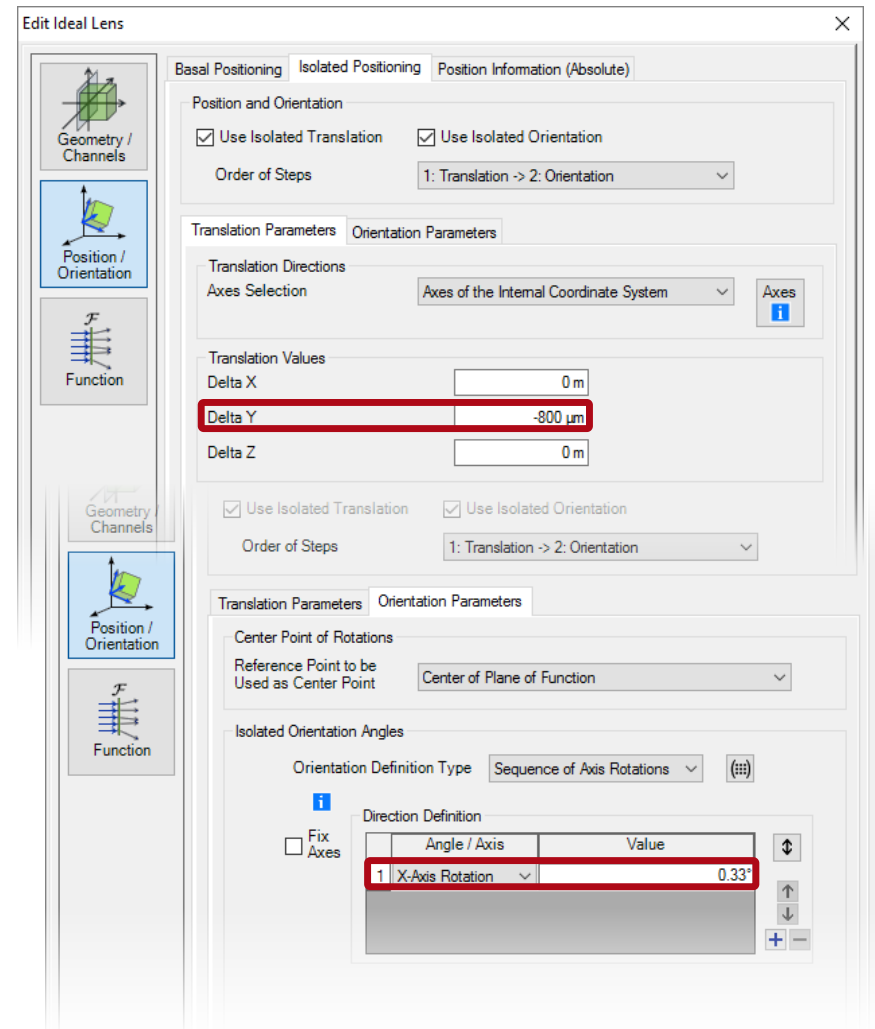 Edit Ideal Lens
Geometry /
Channels
Position /
Orientation
Function
Basal Positioning Isolated Positioning Position Information (Absolute)
Position and Orientation
Use Isolated Translation Use Isolated Orientation
Order of Steps 1: Translation -> 2: Orientation
Translation Parameters Orientation Parameters
Translation Directions
Axes Selection Axes of the Internal Coordinate System Axes
i
Translation Values
Delta X 0 m
Delta Y -800 µm
Delta Z 0 m
Geometry /
Channels
Position /
Orientation
Function
Use Isolated Translation Use Isolated Orientation
Order of Steps 1: Translation -> 2: Orientation
Translation Parameters Orientation Parameters
Center Point of Rotations
Reference Point to be
Used as Center Point Center of Plane of Function
Isolated Orientation Angles
Orientation Definition Type Sequence of Axis Rotations
i
Direction Definition
Fix
Axes
Angle / Axis Value
1 X-Axis Rotation 0.33°